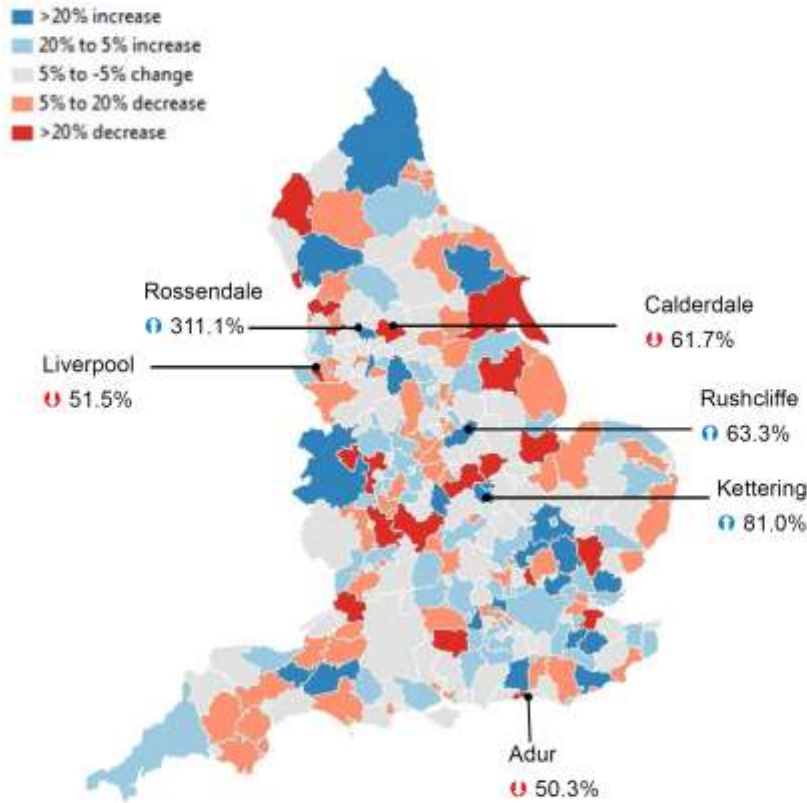 >20% increase
20% to 5% increase
5% to -5% change
5% to 20% decrease
>20% decrease
Rossendale
311.1%
Calderdale
61.7%
Liverpool
51.5%
Rushcliffe
63.3%
Kettering
81.0%
Adur
50.3%